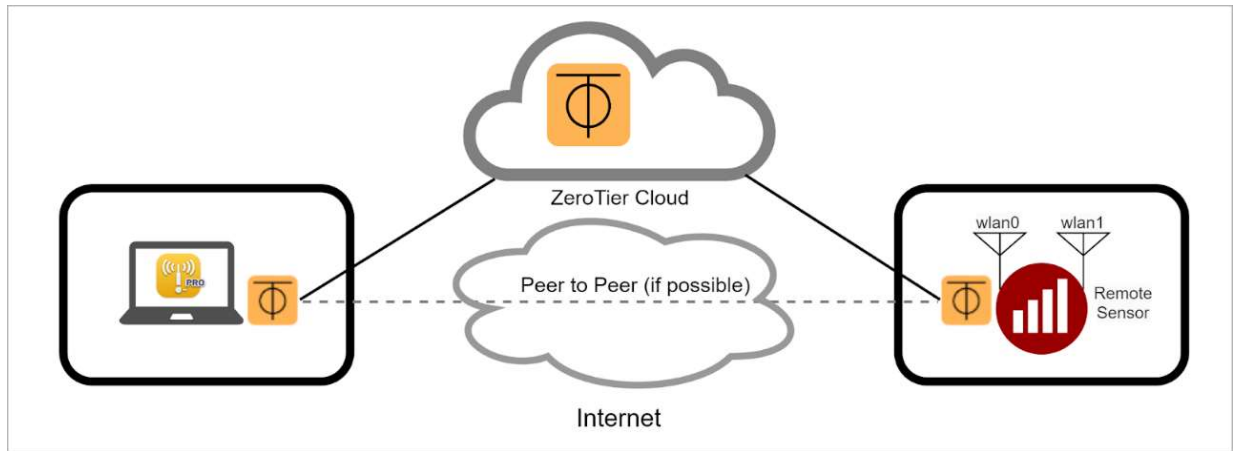 ZeroTier Cloud
wlan0
wlan1
PRO
Peer to Peer (if possible)
Remote
Sensor
Internet